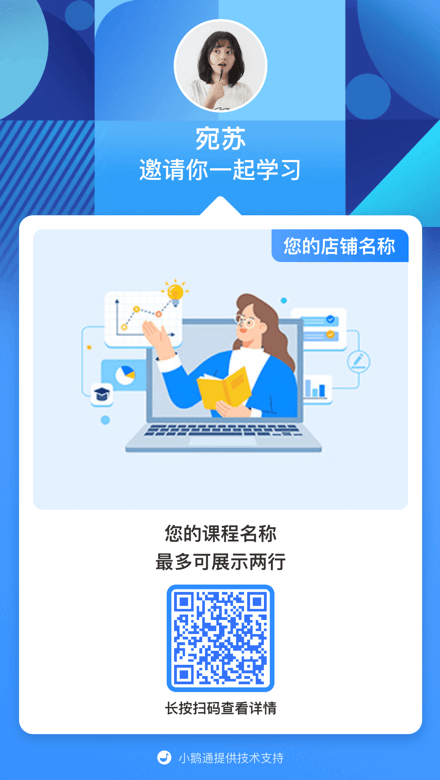 宛苏
邀请你一起学习
您的店铺名称
您的课程名称
最多可展示两行
长按扫码查看详情
小鹅通提供技术支持